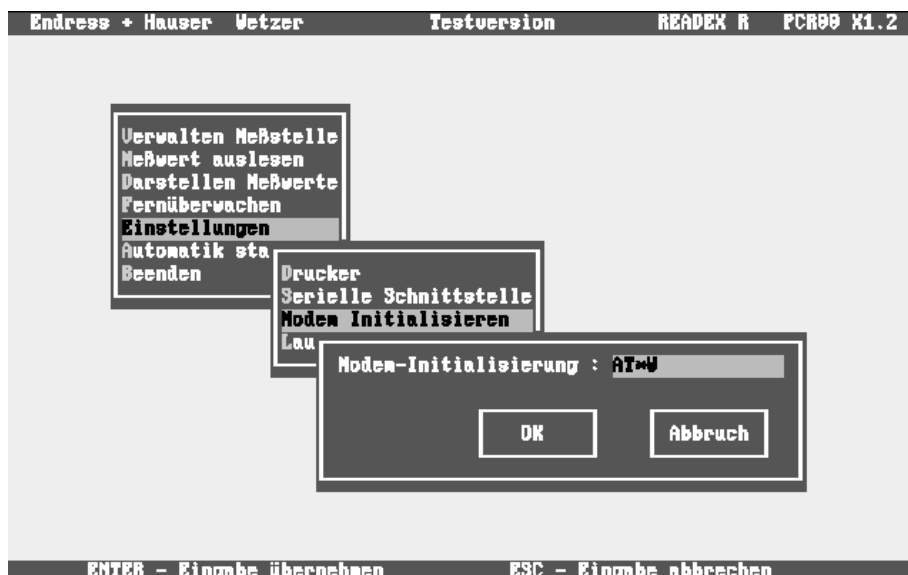 Endress + Hauser Wetzer Testversion READEX R PCR00 X1.2
Verwalten Meßstelle
Meßwert auslesen
Darstellen Meßwerte
Fernüberwachen
Einstellungen
Automatik sta
Beenden
Drucker
Serielle Schnittstelle
Modem Initialisieren
Lau
Modem-Initialisierung : AT*W
OK Abbruch
ENTER - Eingabe übernehmen ESC - Eingabe abbrechen